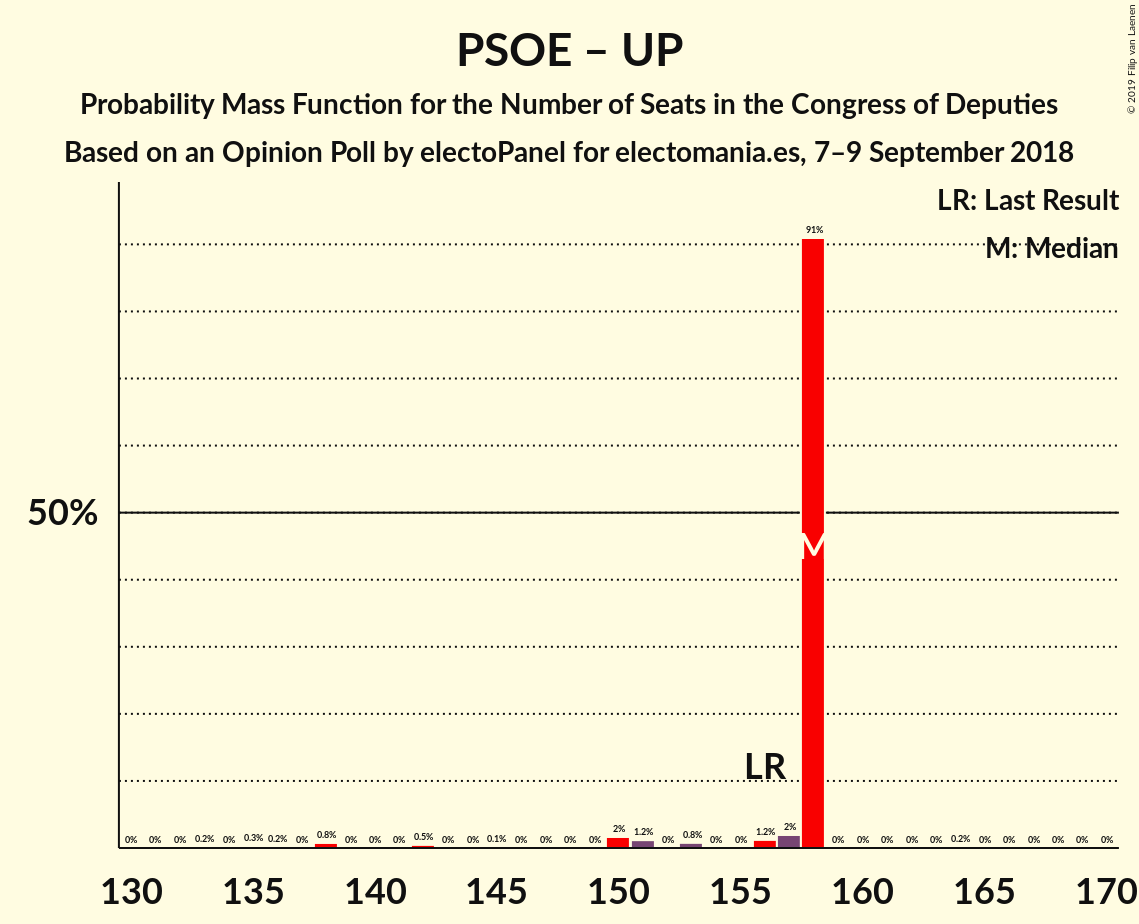 PSOE – UP
Probability Mass Function for the Number of Seats in the Congress of Deputies
Based on an Opinion Poll by electoPanel for electomania.es, 7–9 September 2018
© 2019 Filip van Laenen
LR: Last Result
M: Median
91%
50%
M
LR
0% 0% 0% 0.2% 0% 0.3% 0.2% 0% 0.8% 0% 0% 0% 0.5% 0% 0% 0.1% 0% 0% 0% 0% 2% 1.2% 0% 0.8% 0% 0% 1.2% 2% 0% 0% 0% 0% 0% 0.2% 0% 0% 0% 0% 0% 0%
130 135 140 145 150 155 160 165 170